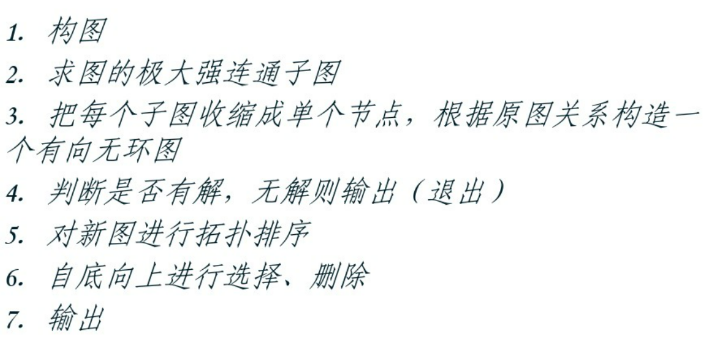 1. 构图
2. 求图的极大强连通子图
3. 把每个子图收缩成单个节点，根据原图关系构造一
个有向无环图
4. 判断是否有解，无解则输出（退出）
5. 对新图进行拓扑排序
6. 自底向上进行选择、删除
7. 输出